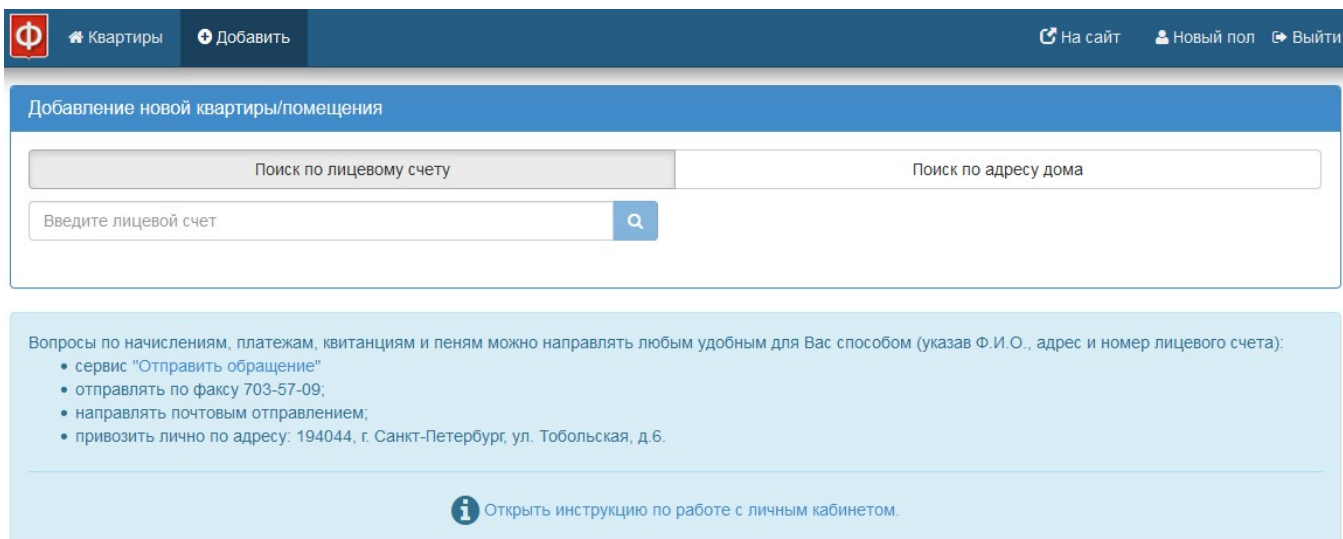 Ф Квартиры Добавить На сайт Новый пол Выйти
Добавление новой квартиры/помещения
Поиск по лицевому счету Поиск по адресу дома
Введите лицевой счет
Вопросы по начислениям, платежам, квитанциям и пеням можно направлять любым удобным для Вас способом (указав Ф.И.О., адрес и номер лицевого счета):
• сервис "Отправить обращение"
• отправлять по факсу 703-57-09;
• направлять почтовым отправлением;
• привозить лично по адресу: 194044, г. Санкт-Петербург, ул. Тобольская, д.6.
Открыть инструкцию по работе с личным кабинетом.